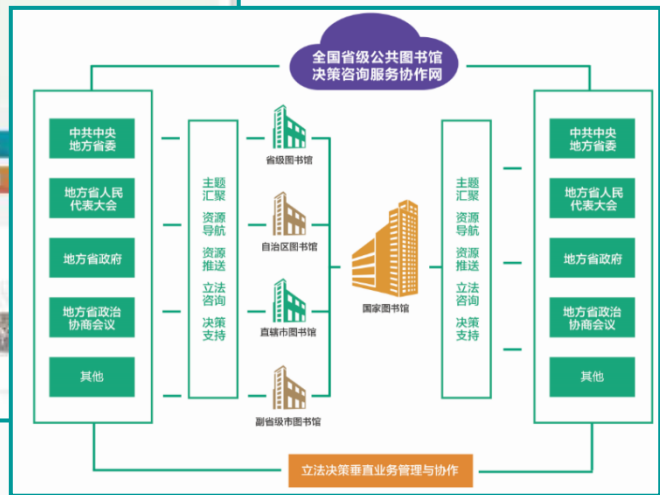 全国省级公共图书馆
决策咨询服务协作网
中共中央
地方省委
地方省人民
代表大会
地方省政府
地方省政治
协商会议
其他
主题
汇聚
资源
导航
资源
推送
立法
咨询
决策
支持
省级图书馆
自治区图书馆
直辖市图书馆
副省级市图书馆
国家图书馆
主题
汇聚
资源
导航
资源
推送
立法
咨询
决策
支持
中共中央
地方省委
地方省人民
代表大会
地方省政府
地方省政治
协商会议
其他
立法决策垂直业务管理与协作